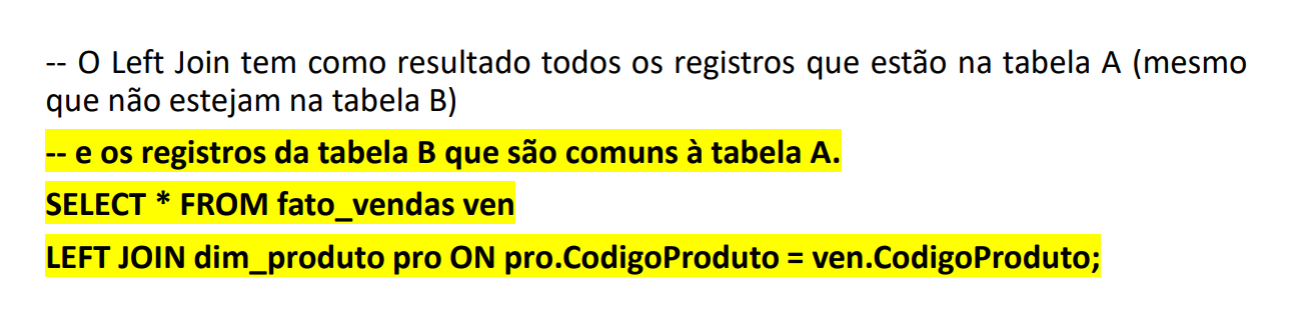 -- O Left Join tem como resultado todos os registros que estão na tabela A (mesmo
que não estejam na tabela B)
-- e os registros da tabela B que são comuns à tabela A.
SELECT * FROM fato_vendas ven
LEFT JOIN dim_produto pro ON pro.CodigoProduto = ven.CodigoProduto;